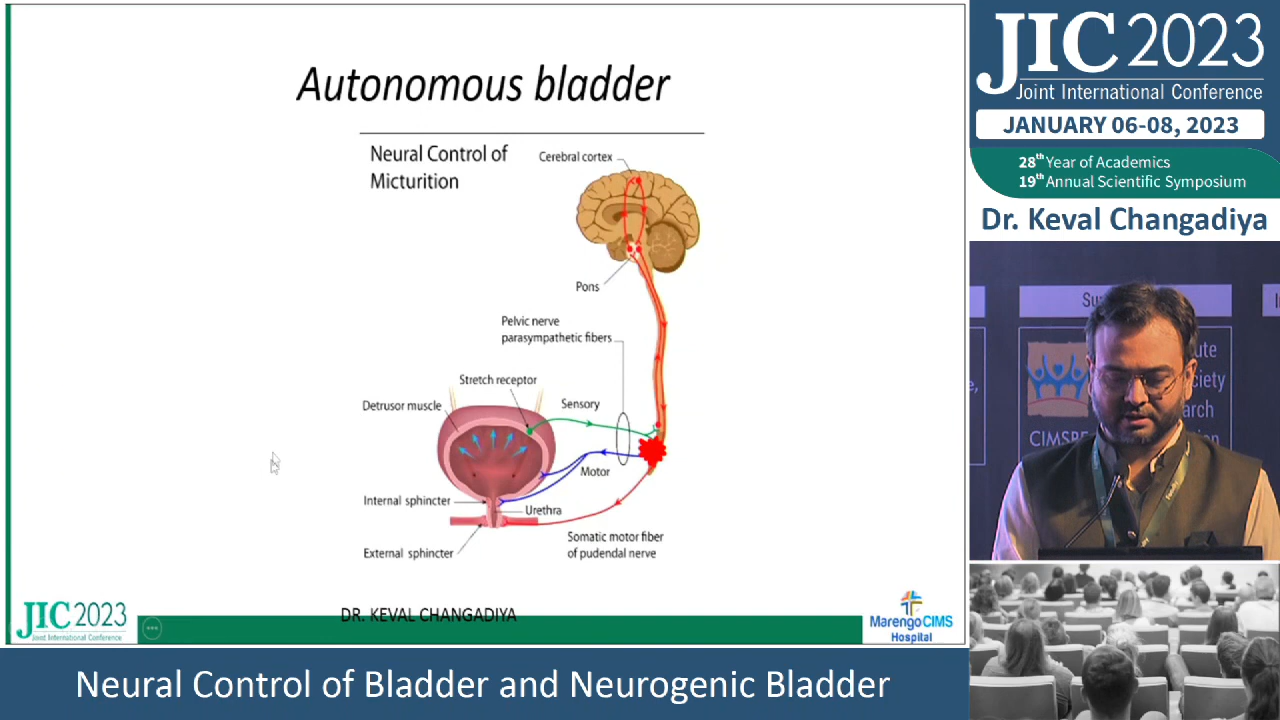 Autonomous bladder
Neural Control of
Micturition
Cerebral cortex
Pons
Pelvic nerve
parasympathetic fibers
Stretch receptor
Detrusor muscle
Sensory
Motor
Internal sphincter
Urethra
External sphincter
Somatic motor fiber
of pudendal nerve
JIC 2023
Joint International Conference
DR. KEVAL CHANGADIYA
Marengo CIMS
Hospital
JIC 2023
Joint International Conference
JANUARY 06-08, 2023
28th Year of Academics
19th Annual Scientific Symposium
Dr. Keval Changadiya
Neural Control of Bladder and Neurogenic Bladder